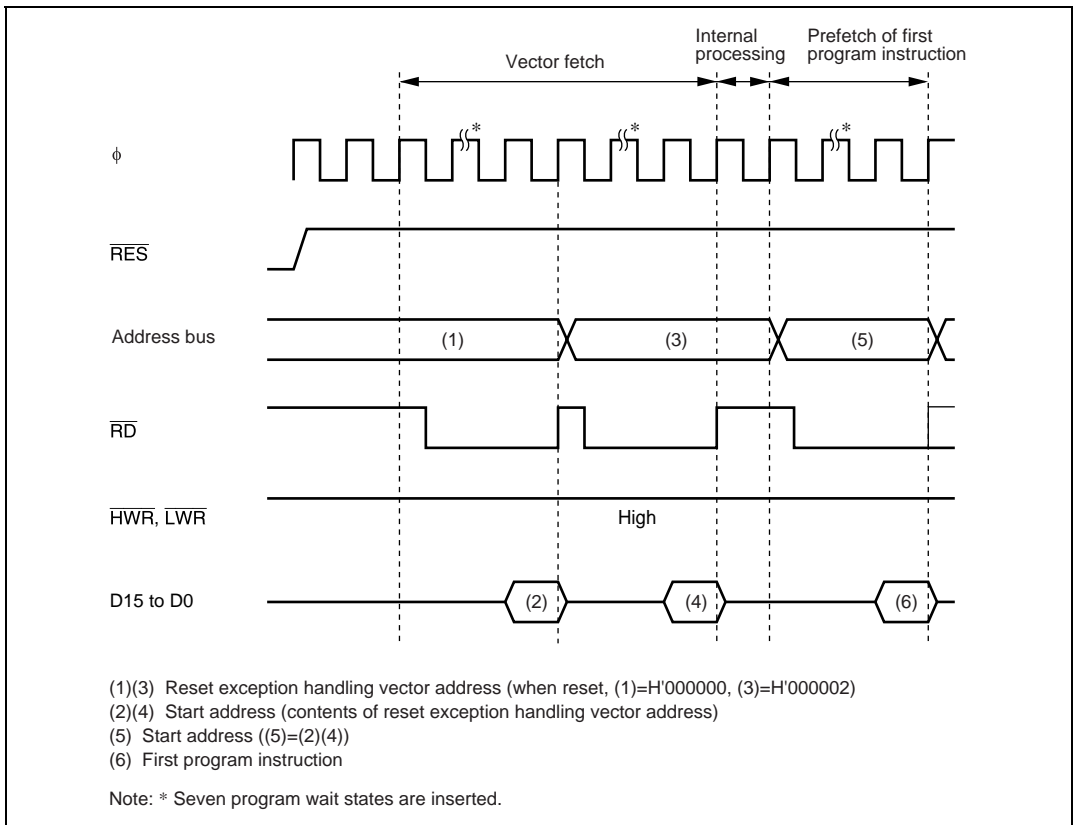 Internal
processing
Prefetch of first
program instruction
Vector fetch
*
*
*
ϕ
RES
Address bus
(1)
(3)
(5)
RD
HWR, LWR
High
D15 to D0
(2)
(4)
(6)
(1)(3) Reset exception handling vector address (when reset, (1)=H'000000, (3)=H'000002)
(2)(4) Start address (contents of reset exception handling vector address)
(5) Start address ((5)=(2)(4))
(6) First program instruction
Note: * Seven program wait states are inserted.